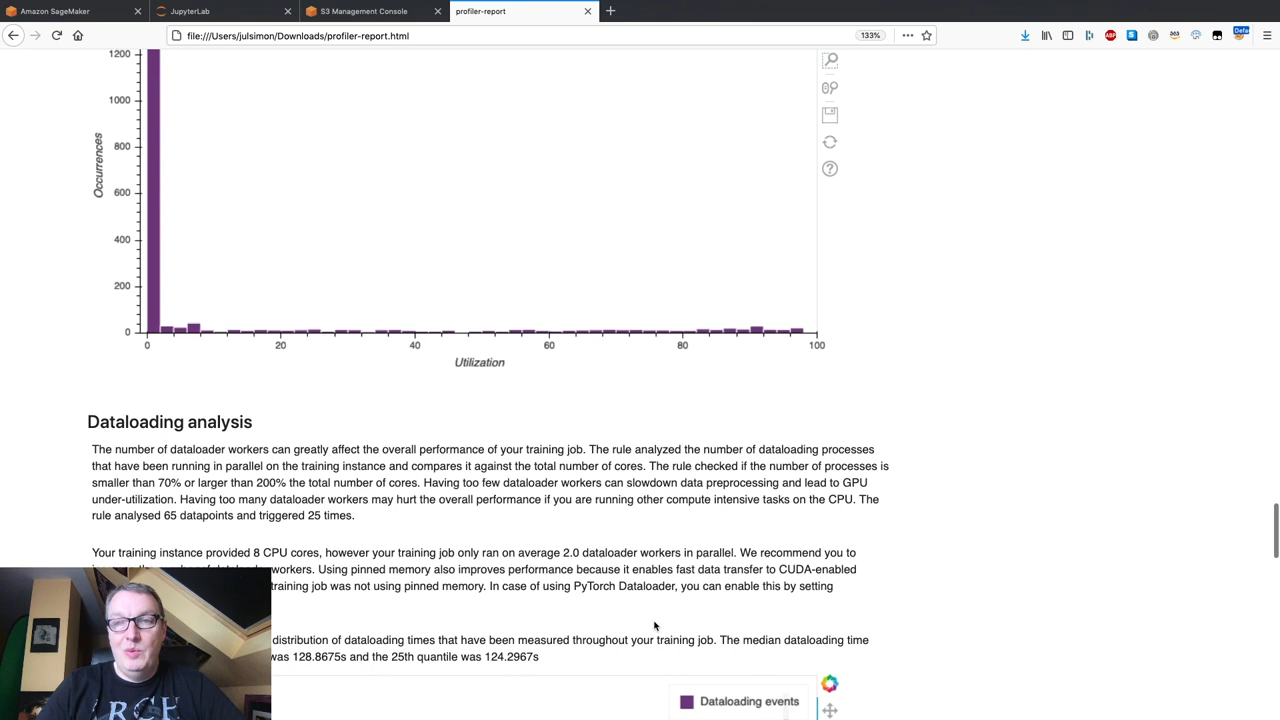 Amazon SageMaker
JupyterLab
S3 Management Console
profiler-report
file:///Users/julsimon/Downloads/profiler-report.html
133%
ABP
Defa
1200
1000
800
600
400
200
0
Occurrences
0 20 40 60 80 100
Utilization
Dataloading analysis
The number of dataloader workers can greatly affect the overall performance of your training job. The rule analyzed the number of dataloading processes
that have been running in parallel on the training instance and compares it against the total number of cores. The rule checked if the number of processes is
smaller than 70% or larger than 200% the total number of cores. Having too few dataloader workers can slowdown data preprocessing and lead to GPU
under-utilization. Having too many dataloader workers may hurt the overall performance if you are running other compute intensive tasks on the CPU. The
rule analysed 65 datapoints and triggered 25 times.
Your training instance provided 8 CPU cores, however your training job only ran on average 2.0 dataloader workers in parallel. We recommend you to
workers. Using pinned memory also improves performance because it enables fast data transfer to CUDA-enabled
training job was not using pinned memory. In case of using PyTorch Dataloader, you can enable this by setting
distribution of dataloading times that have been measured throughout your training job. The median dataloading time
was 128.8675s and the 25th quantile was 124.2967s
Dataloading events